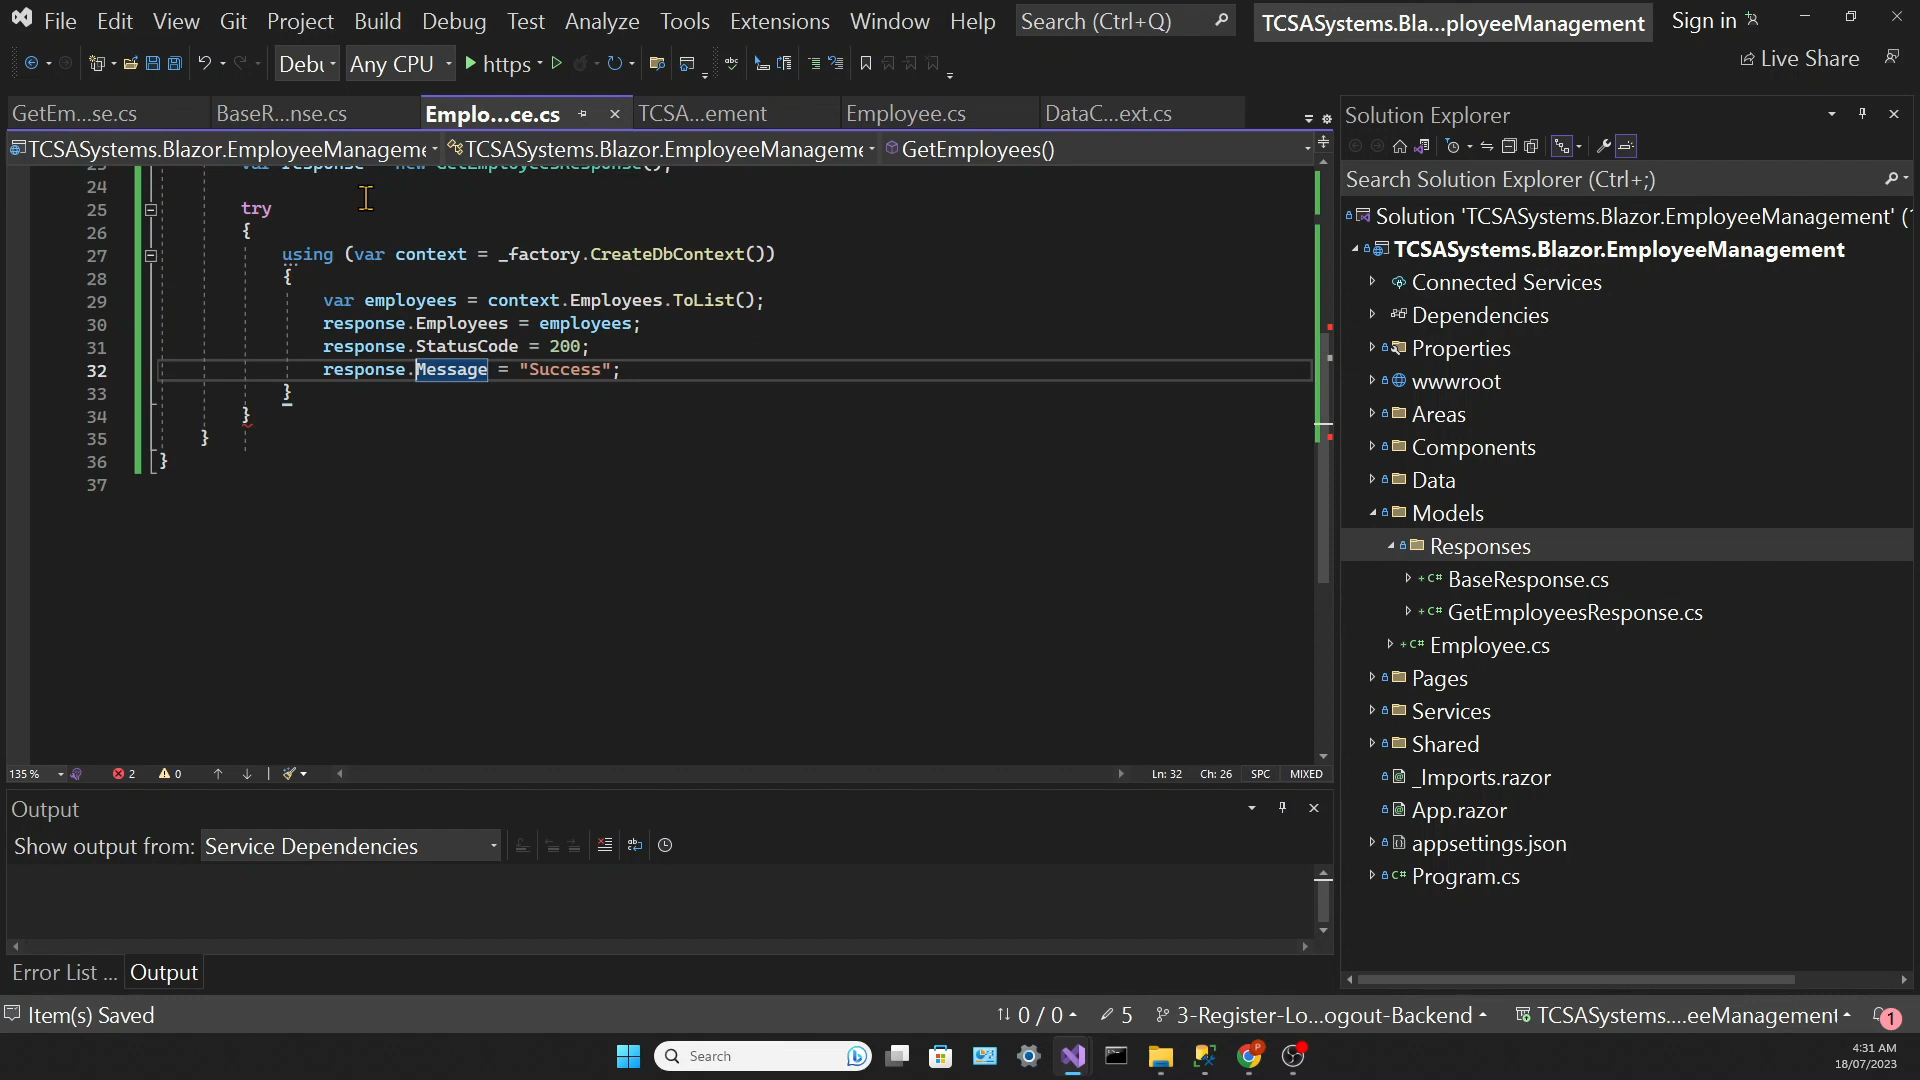 File Edit View Git Project Build Debug Test Analyze Tools Extensions Window Help Search (Ctrl+Q) TCSASystems.Bla...ployeeManagement Sign in
Any CPU https Live Share
GetEm...se.cs BaseR...nse.cs Emplo...ce.cs TCSA...ement Employee.cs DataC...ext.cs
TCSASystems.Blazor.EmployeeManageme TCSASystems.Blazor.EmployeeManageme GetEmployees()
24
25 try
26 {
27 using (var context = _factory.CreateDbContext())
28 {
29 var employees = context.Employees.ToList();
30 response.Employees = employees;
31 response.StatusCode = 200;
32 response.Message = "Success";
33 }
34 }
35 }
36 }
37
135 % 2 0 Ln: 32 Ch: 26 SPC MIXED
Output
Show output from: Service Dependencies
Error List ... Output
Solution Explorer
Search Solution Explorer (Ctrl+;)
Solution 'TCSASystems.Blazor.EmployeeManagement' (
TCSASystems.Blazor.EmployeeManagement
Connected Services
Dependencies
Properties
wwwroot
Areas
Components
Data
Models
Responses
BaseResponse.cs
GetEmployeesResponse.cs
Employee.cs
Pages
Services
Shared
_Imports.razor
App.razor
appsettings.json
Program.cs
Item(s) Saved 0 / 0 5 3-Register-Lo...ogout-Backend TCSASystems....eeManagement 1
Search 4:31 AM
18/07/2023